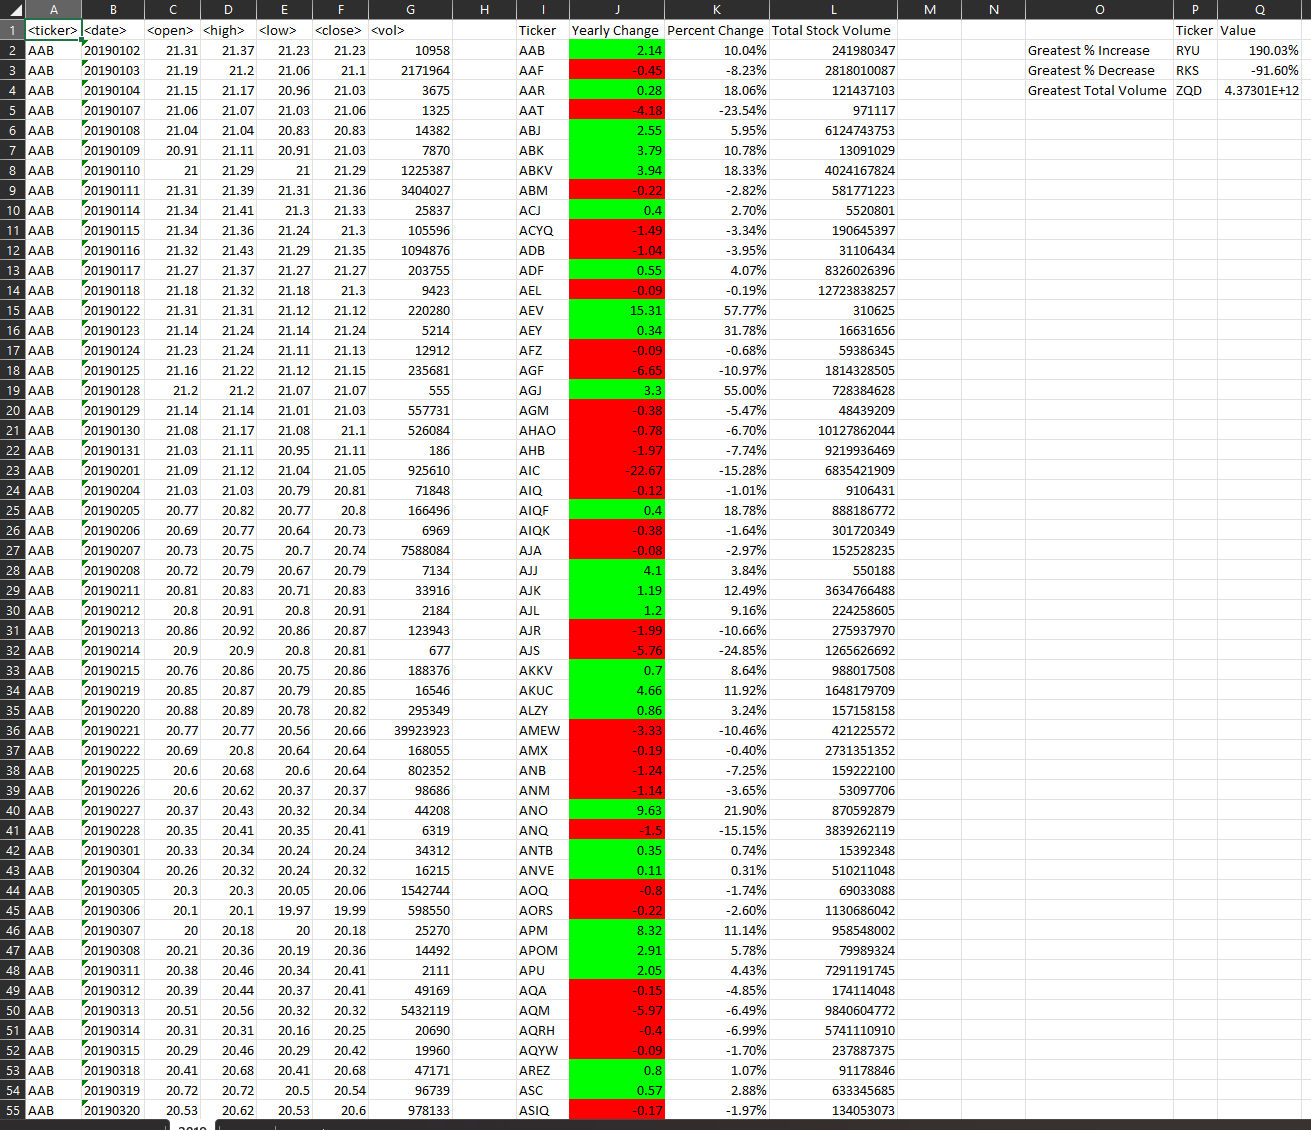 A B C D E F G H I J K L M N O P Q
1 <ticker> <date> <open> <high> <low> <close> <vol> Ticker Yearly Change Percent Change Total Stock Volume Ticker Value
2 AAB 20190102 21.31 21.37 21.23 21.23 10958 AAB 2.14 10.04% 241980347 Greatest % Increase RYU 190.03%
3 AAB 20190103 21.19 21.2 21.06 21.1 2171964 AAF -0.45 -8.23% 2818010087 Greatest % Decrease RKS -91.60%
4 AAB 20190104 21.15 21.17 20.96 21.03 3675 AAR 0.28 18.06% 121437103 Greatest Total Volume ZQD 4.37301E+12
5 AAB 20190107 21.06 21.07 21.03 21.06 1325 AAT -4.18 -23.54% 971117
6 AAB 20190108 21.04 21.04 20.83 20.83 14382 ABJ 2.55 5.95% 6124743753
7 AAB 20190109 20.91 21.11 20.91 21.03 7870 ABK 3.79 10.78% 13091029
8 AAB 20190110 21 21.29 21 21.29 1225387 ABKV 3.94 18.33% 4024167824
9 AAB 20190111 21.31 21.39 21.31 21.36 3404027 ABM -0.22 -2.82% 581771223
10 AAB 20190114 21.34 21.41 21.3 21.33 25837 ACJ 0.4 2.70% 5520801
11 AAB 20190115 21.34 21.36 21.24 21.3 105596 ACYQ -1.49 -3.34% 190645397
12 AAB 20190116 21.32 21.43 21.29 21.35 1094876 ADB -1.04 -3.95% 31106434
13 AAB 20190117 21.27 21.37 21.27 21.27 203755 ADF 0.55 4.07% 8326026396
14 AAB 20190118 21.18 21.32 21.18 21.3 9423 AEL -0.09 -0.19% 12723838257
15 AAB 20190122 21.31 21.31 21.12 21.12 220280 AEV 15.31 57.77% 310625
16 AAB 20190123 21.14 21.24 21.14 21.24 5214 AEY 0.34 31.78% 16631656
17 AAB 20190124 21.23 21.24 21.11 21.13 12912 AFZ -0.09 -0.68% 59386345
18 AAB 20190125 21.16 21.22 21.12 21.15 235681 AGF -6.65 -10.97% 1814328505
19 AAB 20190128 21.2 21.2 21.07 21.07 555 AGJ 3.3 55.00% 728384628
20 AAB 20190129 21.14 21.14 21.01 21.03 557731 AGM -0.38 -5.47% 48439209
21 AAB 20190130 21.08 21.17 21.08 21.1 526084 AHAO -0.78 -6.70% 10127862044
22 AAB 20190131 21.03 21.11 20.95 21.11 186 AHB -1.97 -7.74% 9219936469
23 AAB 20190201 21.09 21.12 21.04 21.05 925610 AIC -22.67 -15.28% 6835421909
24 AAB 20190204 21.03 21.03 20.79 20.81 71848 AIQ -0.12 -1.01% 9106431
25 AAB 20190205 20.77 20.82 20.77 20.8 166496 AIQF 0.4 18.78% 888186772
26 AAB 20190206 20.69 20.77 20.64 20.73 6969 AIQK -0.38 -1.64% 301720349
27 AAB 20190207 20.73 20.75 20.7 20.74 7588084 AJA -0.08 -2.97% 152528235
28 AAB 20190208 20.72 20.79 20.67 20.79 7134 AJJ 4.1 3.84% 550188
29 AAB 20190211 20.81 20.83 20.71 20.83 33916 AJK 1.19 12.49% 3634766488
30 AAB 20190212 20.8 20.91 20.8 20.91 2184 AJL 1.2 9.16% 224258605
31 AAB 20190213 20.86 20.92 20.86 20.87 123943 AJR -1.99 -10.66% 275937970
32 AAB 20190214 20.9 20.9 20.8 20.81 677 AJS -5.76 -24.85% 1265626692
33 AAB 20190215 20.76 20.86 20.75 20.86 188376 AKKV 0.7 8.64% 988017508
34 AAB 20190219 20.85 20.87 20.79 20.85 16546 AKUC 4.66 11.92% 1648179709
35 AAB 20190220 20.88 20.89 20.78 20.82 295349 ALZY 0.86 3.24% 157158158
36 AAB 20190221 20.77 20.77 20.56 20.66 39923923 AMEW -3.33 -10.46% 421225572
37 AAB 20190222 20.69 20.8 20.64 20.64 168055 AMX -0.19 -0.40% 2731351352
38 AAB 20190225 20.6 20.68 20.6 20.64 802352 ANB -1.24 -7.25% 159222100
39 AAB 20190226 20.6 20.62 20.37 20.37 98686 ANM -1.14 -3.65% 53097706
40 AAB 20190227 20.37 20.43 20.32 20.34 44208 ANO 9.63 21.90% 870592879
41 AAB 20190228 20.35 20.41 20.35 20.41 6319 ANQ -1.5 -15.15% 3839262119
42 AAB 20190301 20.33 20.34 20.24 20.24 34312 ANTB 0.35 0.74% 15392348
43 AAB 20190304 20.26 20.32 20.24 20.32 16215 ANVE 0.11 0.31% 510211048
44 AAB 20190305 20.3 20.3 20.05 20.06 1542744 AOQ -0.8 -1.74% 69033088
45 AAB 20190306 20.1 20.1 19.97 19.99 598550 AORS -0.22 -2.60% 1130686042
46 AAB 20190307 20 20.18 20 20.18 25270 APM 8.32 11.14% 958548002
47 AAB 20190308 20.21 20.36 20.19 20.36 14492 APOM 2.91 5.78% 79989324
48 AAB 20190311 20.38 20.46 20.34 20.41 2111 APU 2.05 4.43% 7291191745
49 AAB 20190312 20.39 20.44 20.37 20.41 49169 AQA -0.15 -4.85% 174114048
50 AAB 20190313 20.51 20.56 20.32 20.32 5432119 AQM -5.97 -6.49% 9840604772
51 AAB 20190314 20.31 20.31 20.16 20.25 20690 AQRH -0.4 -6.99% 5741110910
52 AAB 20190315 20.29 20.46 20.29 20.42 19960 AQYW -0.09 -1.70% 237887375
53 AAB 20190318 20.41 20.68 20.41 20.68 47171 AREZ 0.8 1.07% 91178846
54 AAB 20190319 20.72 20.72 20.5 20.54 96739 ASC 0.57 2.88% 633345685
55 AAB 20190320 20.53 20.62 20.53 20.6 978133 ASIQ -0.17 -1.97% 134053073